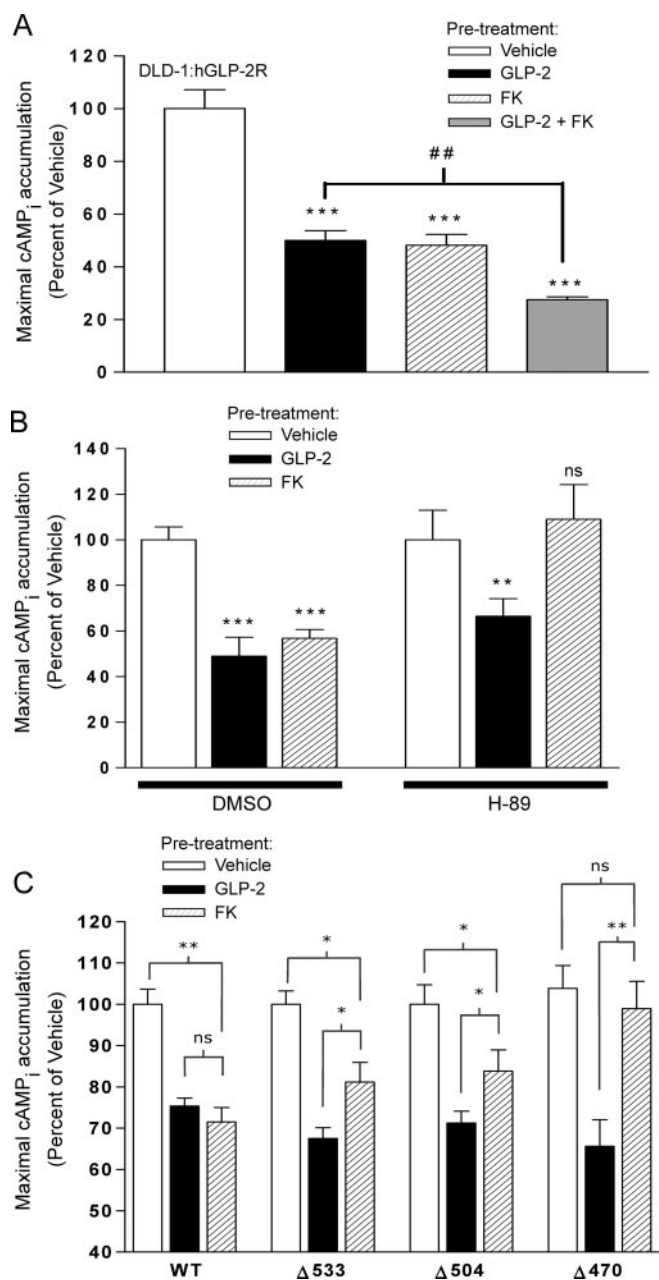 A
Pre-treatment:
Vehicle
GLP-2
FK
GLP-2 + FK
DLD-1:hGLP-2R
Maximal cAMPi accumulation
(Percent of Vehicle)
120
100
80
60
40
20
0
##
***
***
***
B
Pre-treatment:
Vehicle
GLP-2
FK
Maximal cAMPi accumulation
(Percent of Vehicle)
140
120
100
80
60
40
20
0
***
***
**
ns
DMSO
H-89
C
Pre-treatment:
Vehicle
GLP-2
FK
Maximal cAMPi accumulation
(Percent of Vehicle)
120
110
100
90
80
70
60
50
40
**
ns
*
*
*
*
ns
**
WT
Δ533
Δ504
Δ470